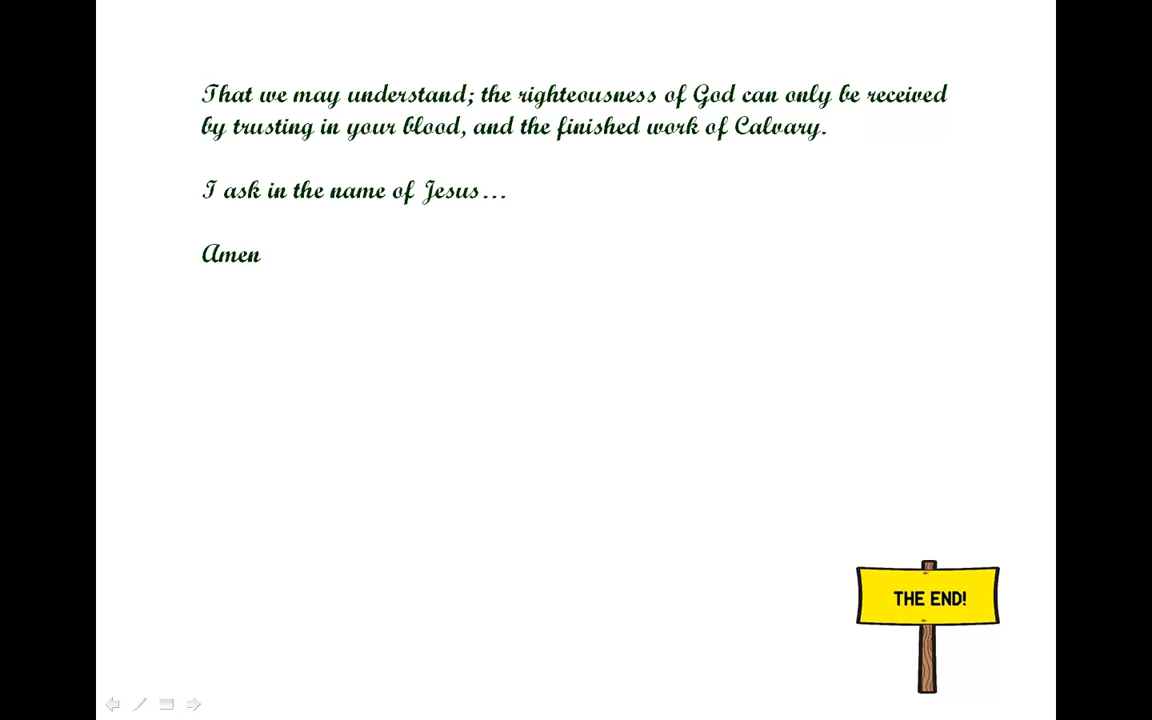 That we may understand; the righteousness of God can only be received
by trusting in your blood, and the finished work of Calvary.
I ask in the name of Jesus...
Amen
THE END!